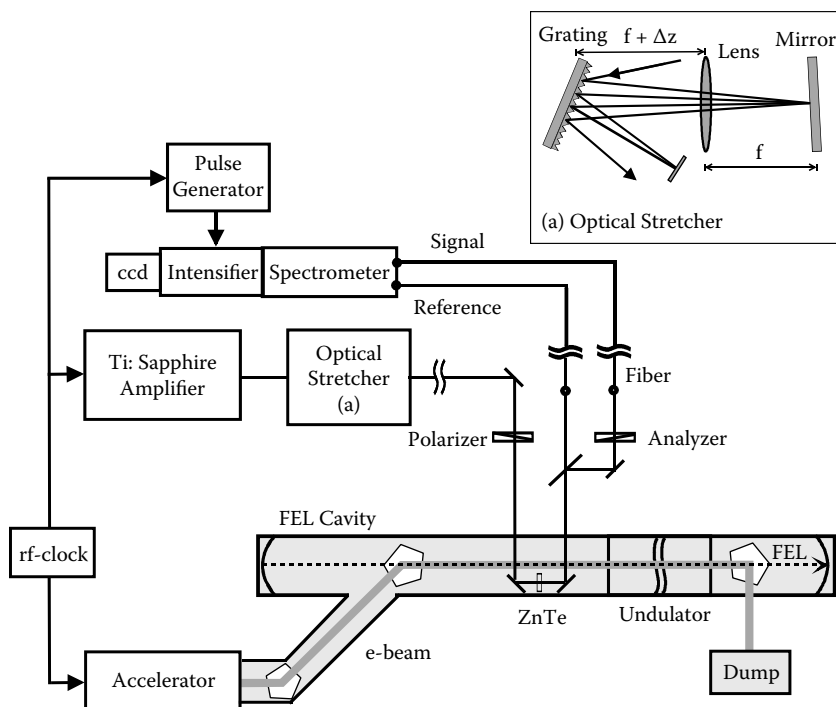 f + Δz
Grating
Lens
Mirror
f
(a) Optical Stretcher
Pulse
Generator
Signal
ccd
Intensifier
Spectrometer
Reference
Ti: Sapphire
Amplifier
Optical
Stretcher
(a)
Fiber
Polarizer
Analyzer
FEL Cavity
rf-clock
FEL
ZnTe
Undulator
e-beam
Accelerator
Dump